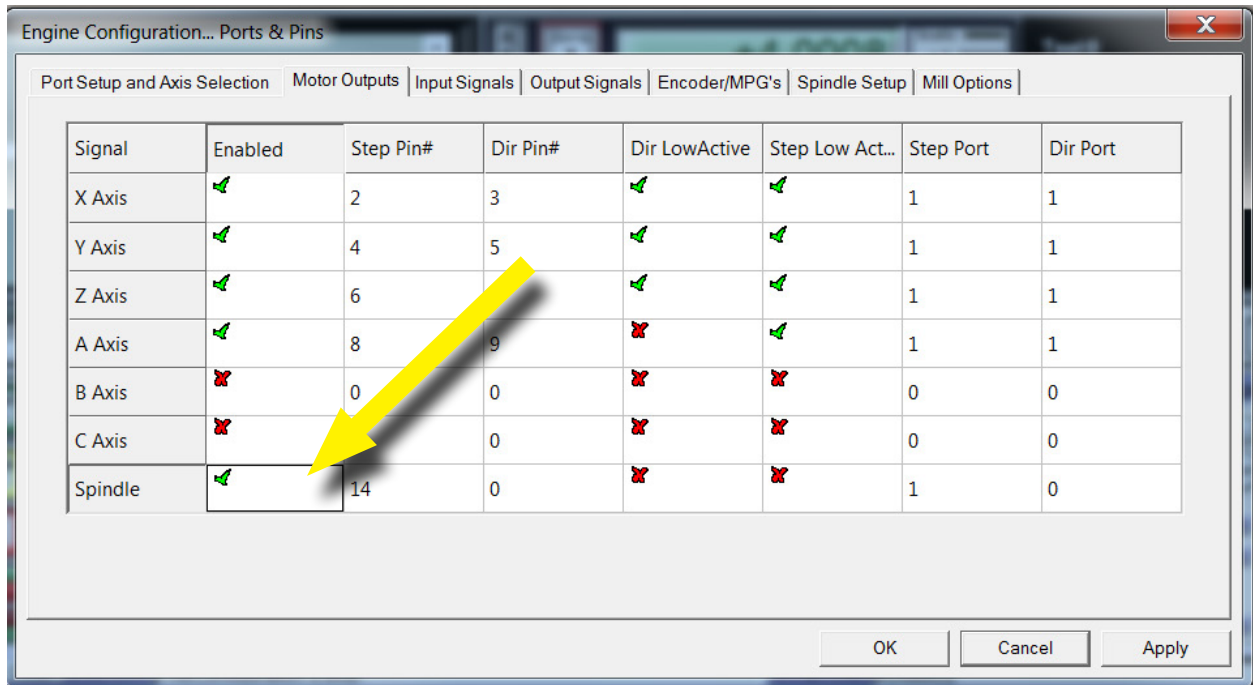 Engine Configuration... Ports & Pins
X
Port Setup and Axis Selection Motor Outputs Input Signals Output Signals Encoder/MPG's Spindle Setup Mill Options
Signal Enabled Step Pin# Dir Pin# Dir LowActive Step Low Act... Step Port Dir Port
X Axis 2 3 1 1
Y Axis 4 5 1 1
Z Axis 6 1 1
A Axis 8 9 1 1
B Axis 0 0 0 0
C Axis 0 0 0
Spindle 14 0 1 0
OK Cancel Apply